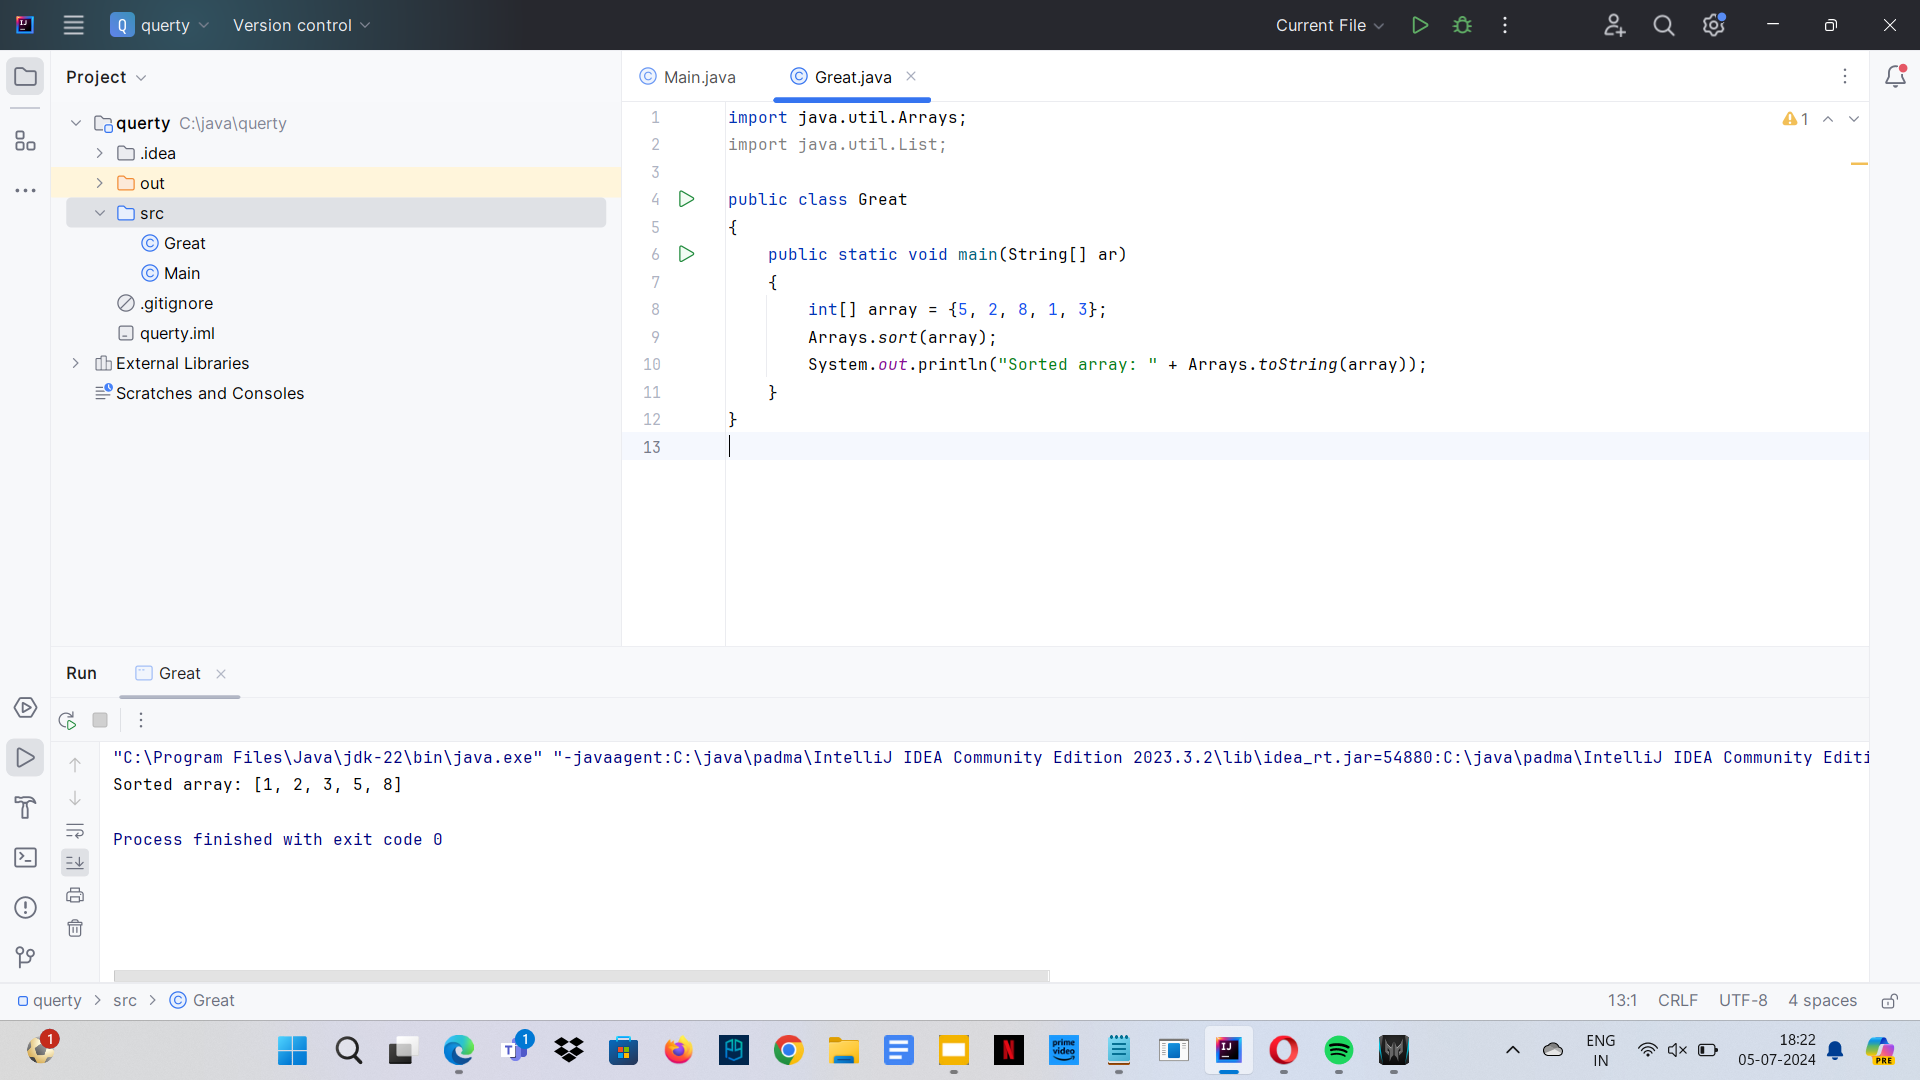 Q querty Version control Current File
Project
querty C:\java\querty
.idea
out
src
Great
Main
.gitignore
querty.iml
External Libraries
Scratches and Consoles
Main.java Great.java
1 import java.util.Arrays; 1
2 import java.util.List;
3
4 public class Great
5 {
6 public static void main(String[] ar)
7 {
8 int[] array = {5, 2, 8, 1, 3};
9 Arrays.sort(array);
10 System.out.println("Sorted array: " + Arrays.toString(array));
11 }
12 }
13
Run Great
"C:\Program Files\Java\jdk-22\bin\java.exe" "-javaagent:C:\java\padma\IntelliJ IDEA Community Edition 2023.3.2\lib\idea_rt.jar=54880:C:\java\padma\IntelliJ IDEA Community Editi
Sorted array: [1, 2, 3, 5, 8]
Process finished with exit code 0
querty > src > Great 13:1 CRLF UTF-8 4 spaces
1 1 prime video ENG 18:22
IN 05-07-2024 PRE